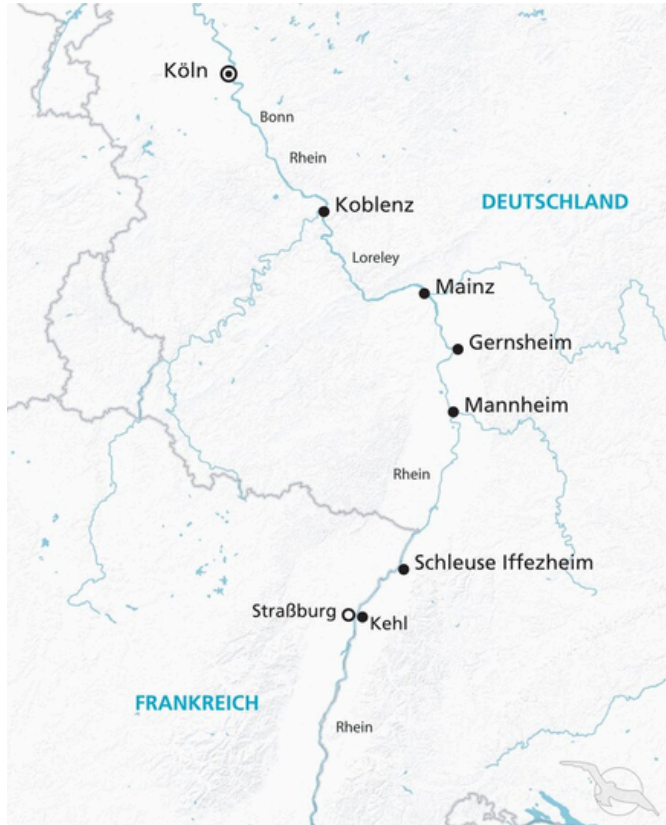 Köln
Bonn
Rhein
Koblenz
DEUTSCHLAND
Loreley
Mainz
Gernsheim
Mannheim
Rhein
Schleuse Iffezheim
Straßburg
Kehl
FRANKREICH
Rhein